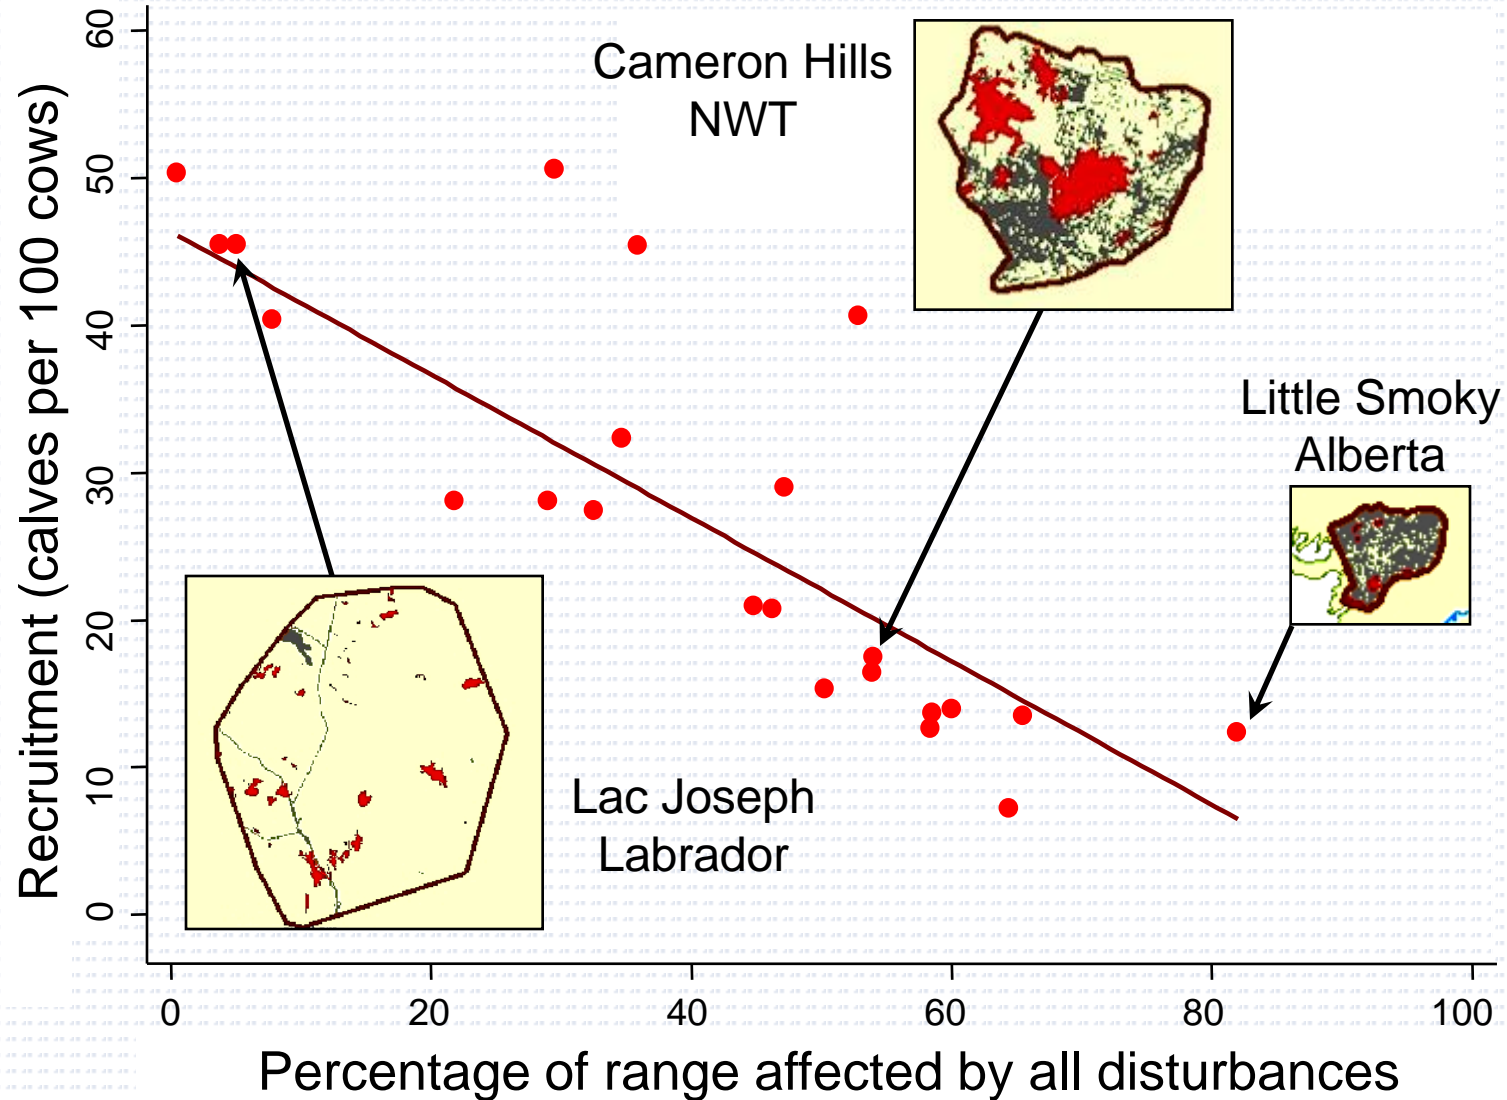 Recruitment (calves per 100 cows)
60
50
40
30
20
10
0
Cameron Hills
NWT
Little Smoky
Alberta
Lac Joseph
Labrador
0
20
40
60
80
100
Percentage of range affected by all disturbances